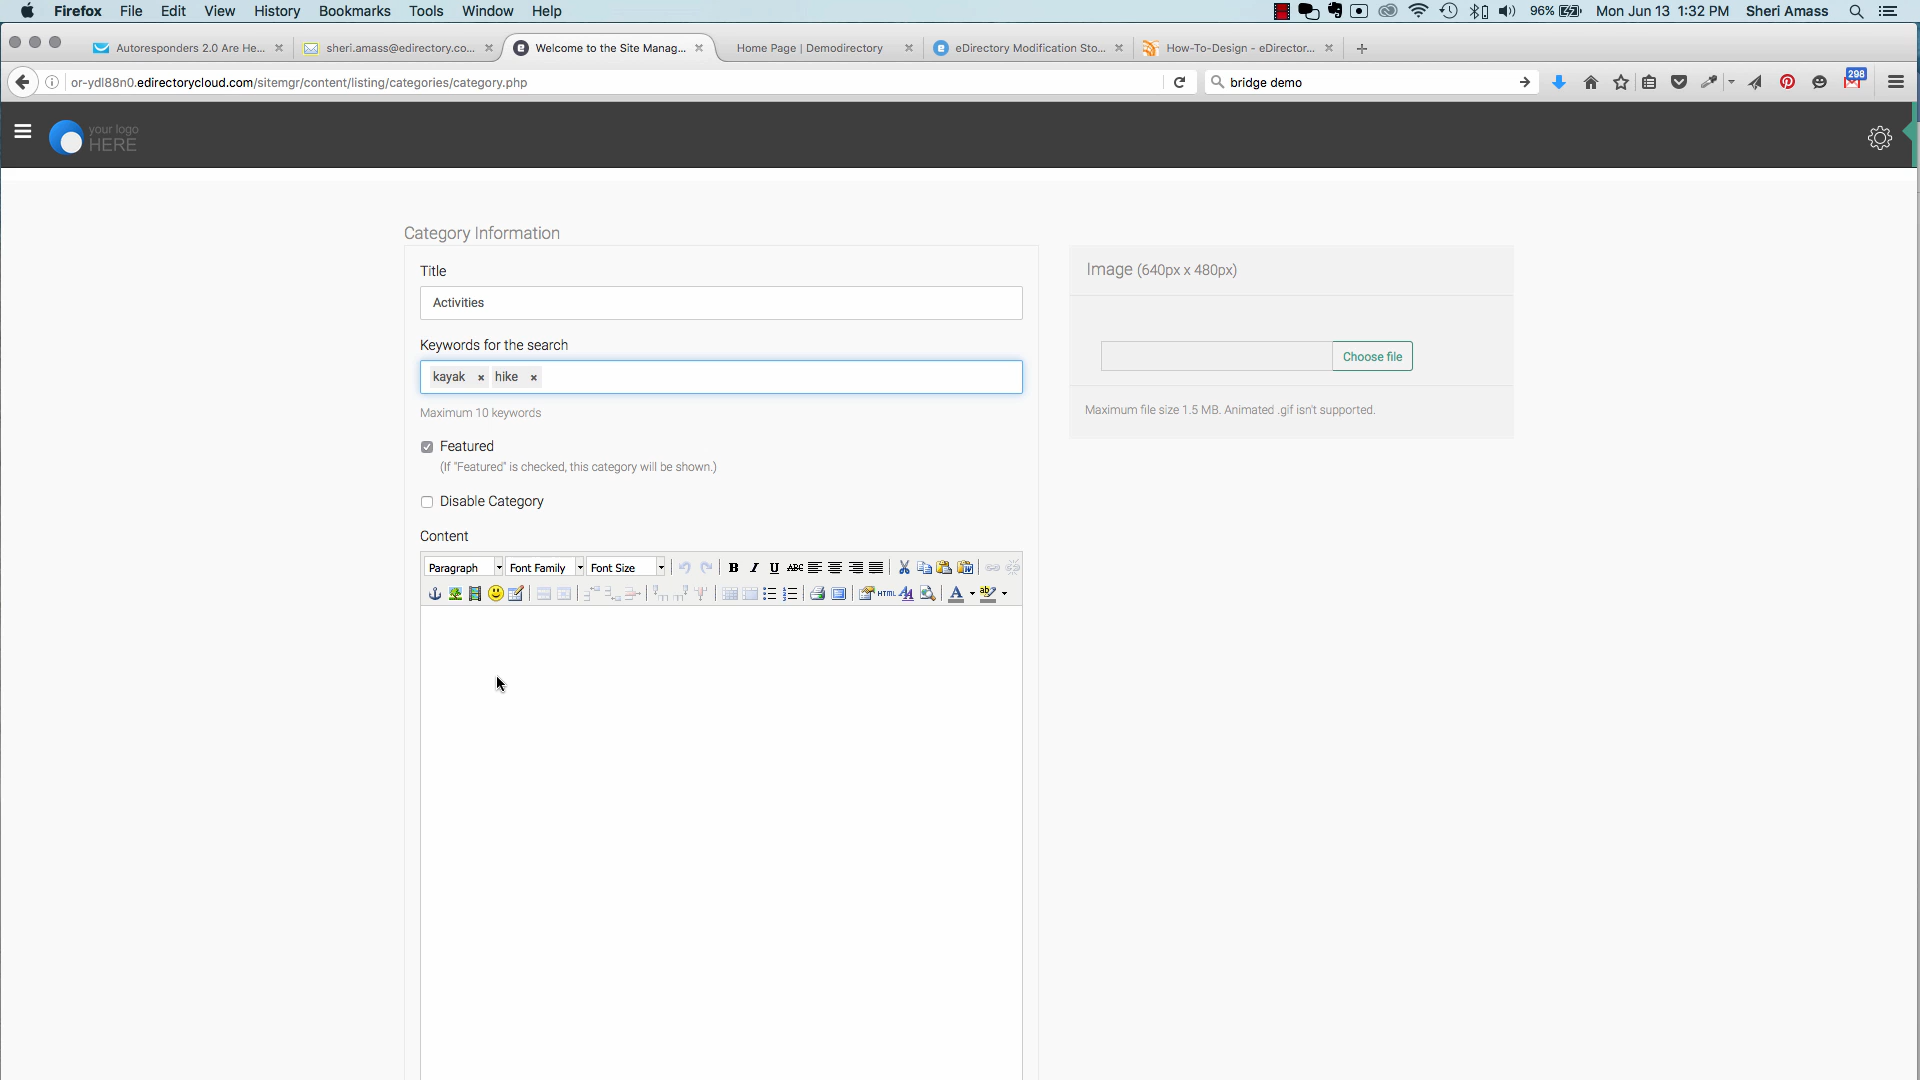 Firefox File Edit View History Bookmarks Tools Window Help 96% Mon Jun 13 1:32 PM Sheri Amass
Autoresponders 2.0 Are He... sheri.amass@edirectory.co... Welcome to the Site Manag... Home Page | Demodirectory eDirectory Modification Sto... How-To-Design - eDirector...
or-ydl88n0.edirectorycloud.com/sitemgr/content/listing/categories/category.php bridge demo 298
your logo
HERE
Category Information
Title
Activities
Keywords for the search
kayak × hike ×
Maximum 10 keywords
Featured
(If "Featured" is checked, this category will be shown.)
Disable Category
Content
Paragraph Font Family Font Size B I U ABC
HTML A ab
Image (640px x 480px)
Choose file
Maximum file size 1.5 MB. Animated .gif isn't supported.